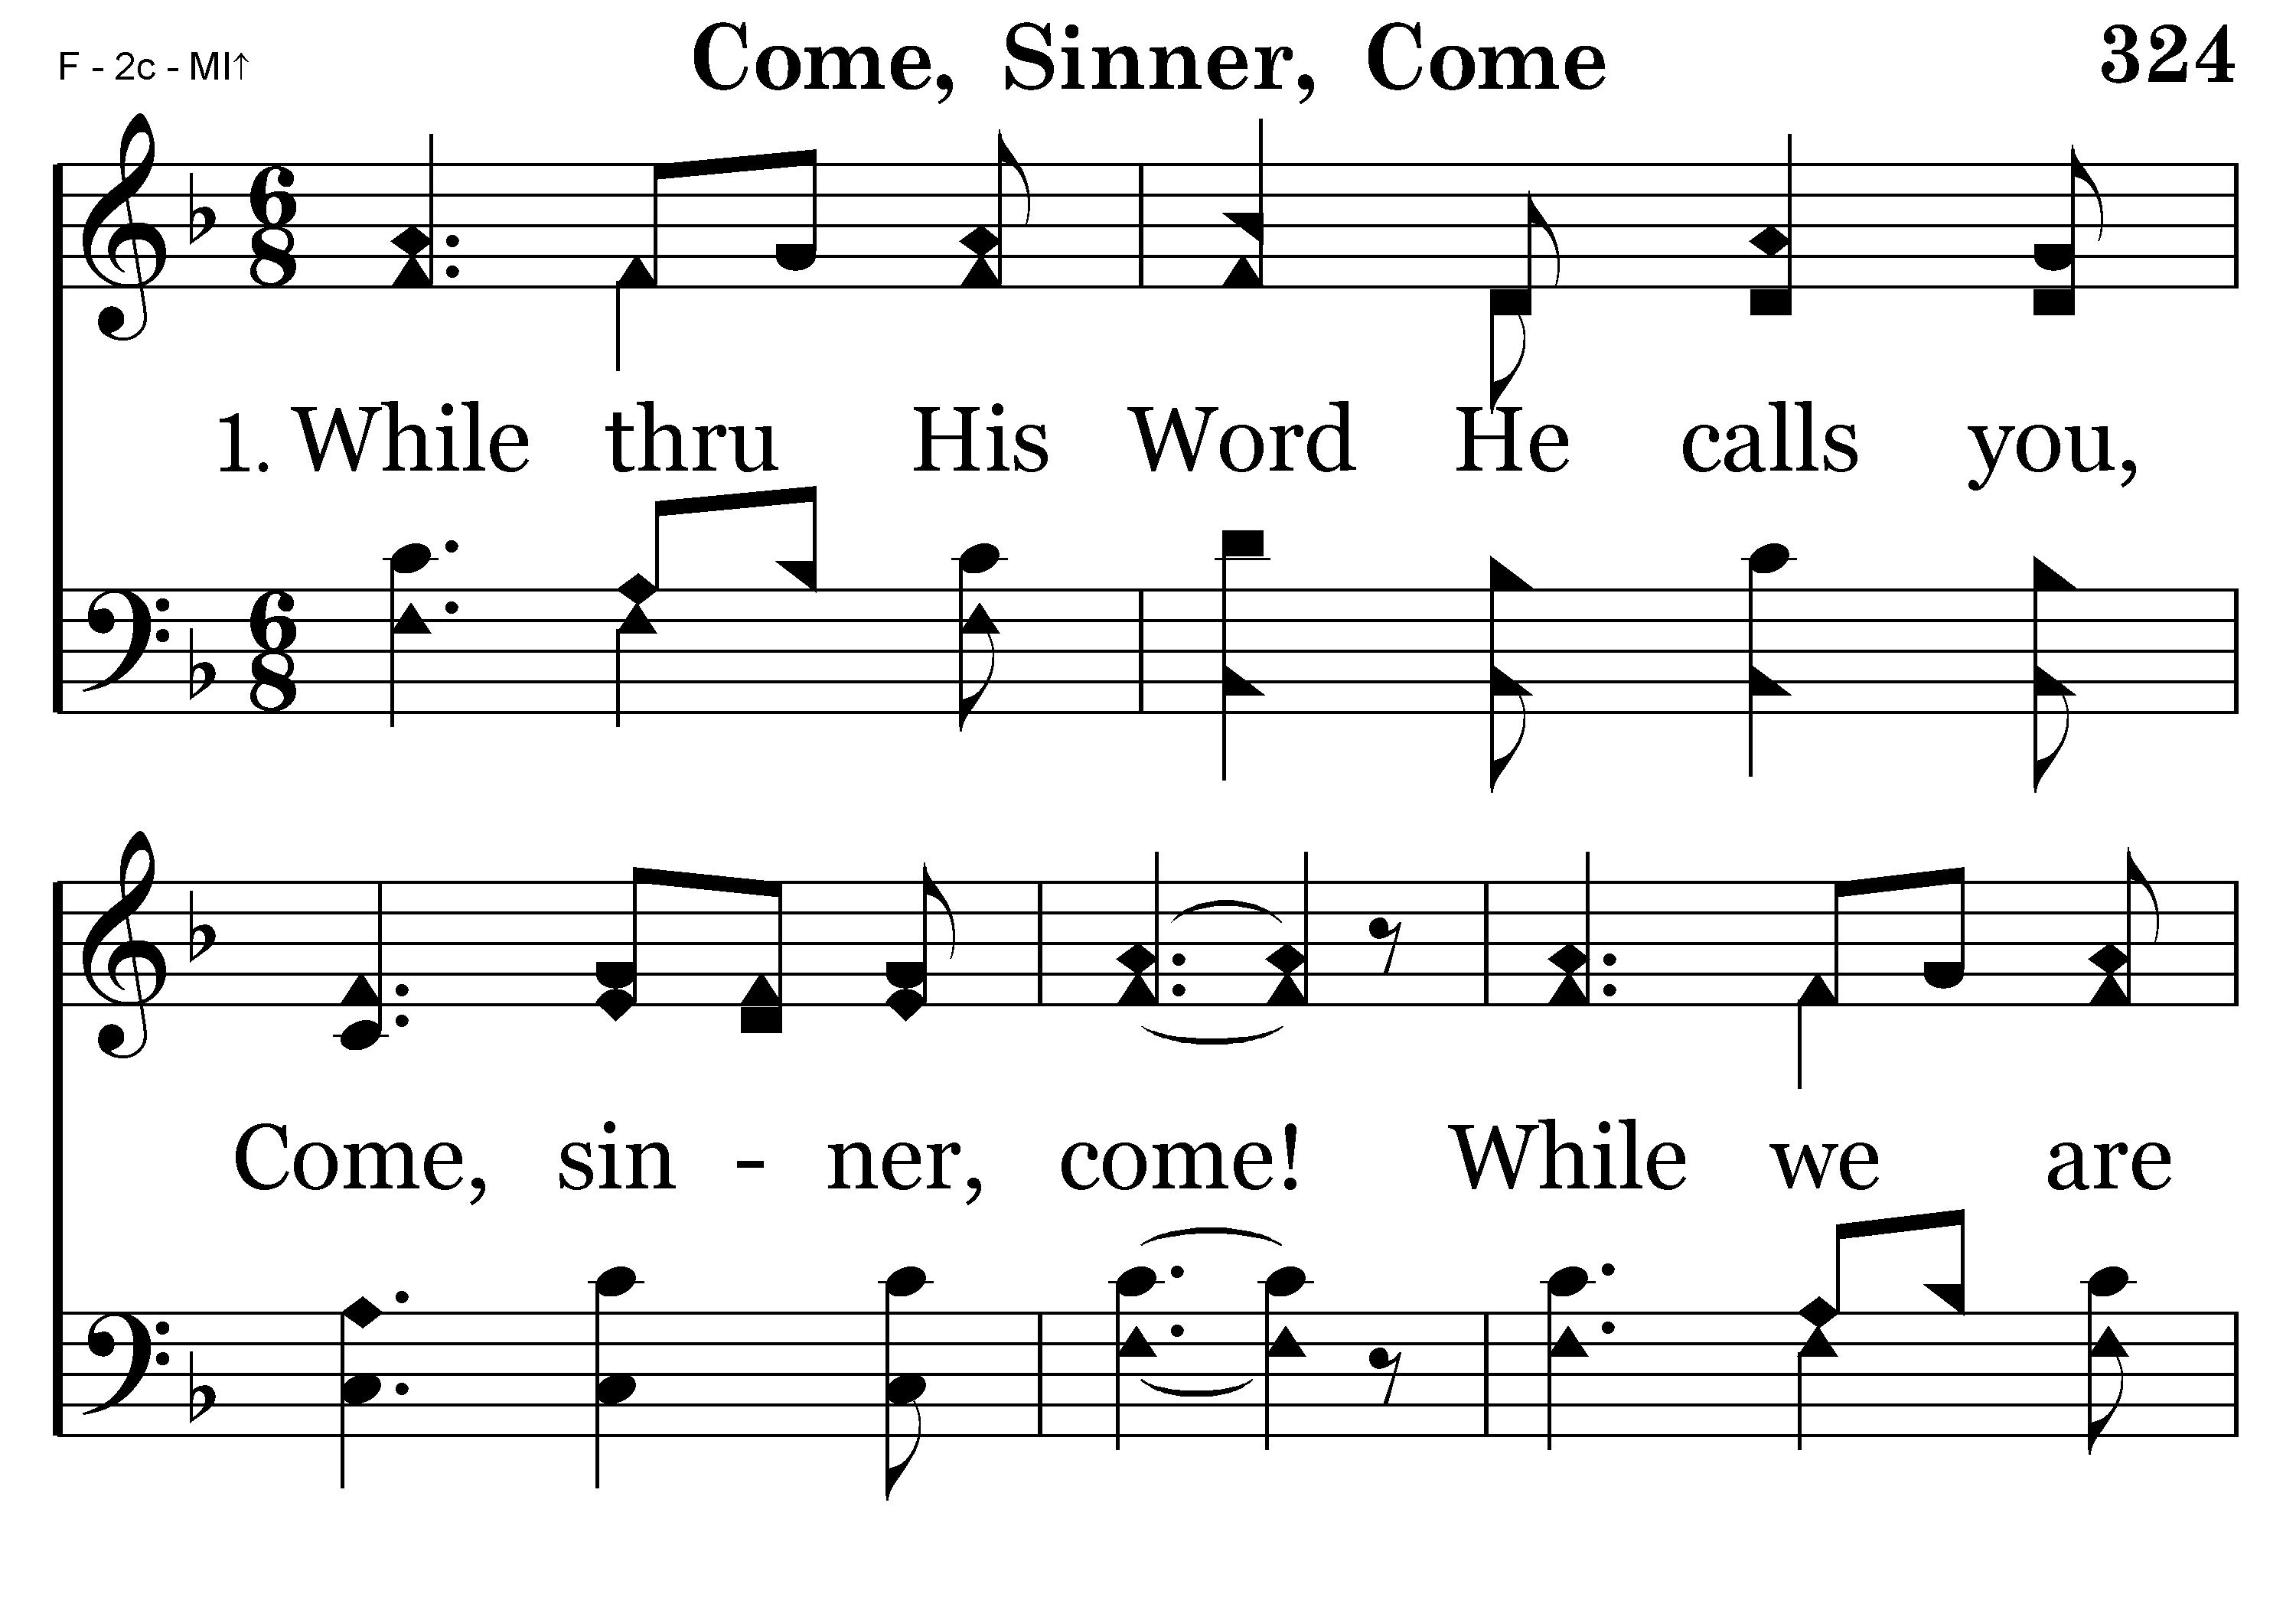 F - 2c - MI↑ Come, Sinner, Come 324
1. While thru His Word He calls you,
Come, sin - ner, come! While we are